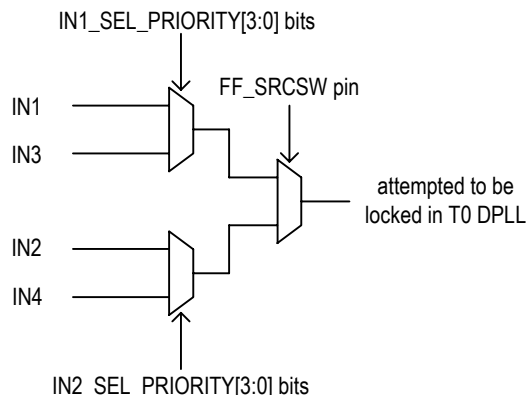 IN1_SEL_PRIORITY[3:0] bits
FF_SRCSW pin
IN1
IN3
attempted to be
locked in T0 DPLL
IN2
IN4
IN2_SEL_PRIORITY[3:0] bits